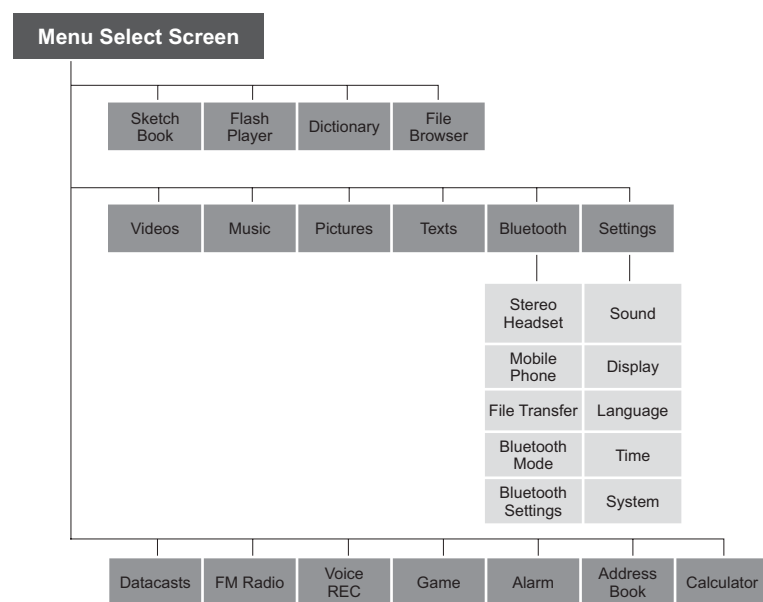 Menu Select Screen
Sketch
Book
Flash
Player
Dictionary
File
Browser
Videos
Music
Pictures
Texts
Bluetooth
Settings
Stereo
Headset
Sound
Mobile
Phone
Display
File Transfer
Language
Bluetooth
Mode
Time
Bluetooth
Settings
System
Datacasts
FM Radio
Voice
REC
Game
Alarm
Address
Book
Calculator